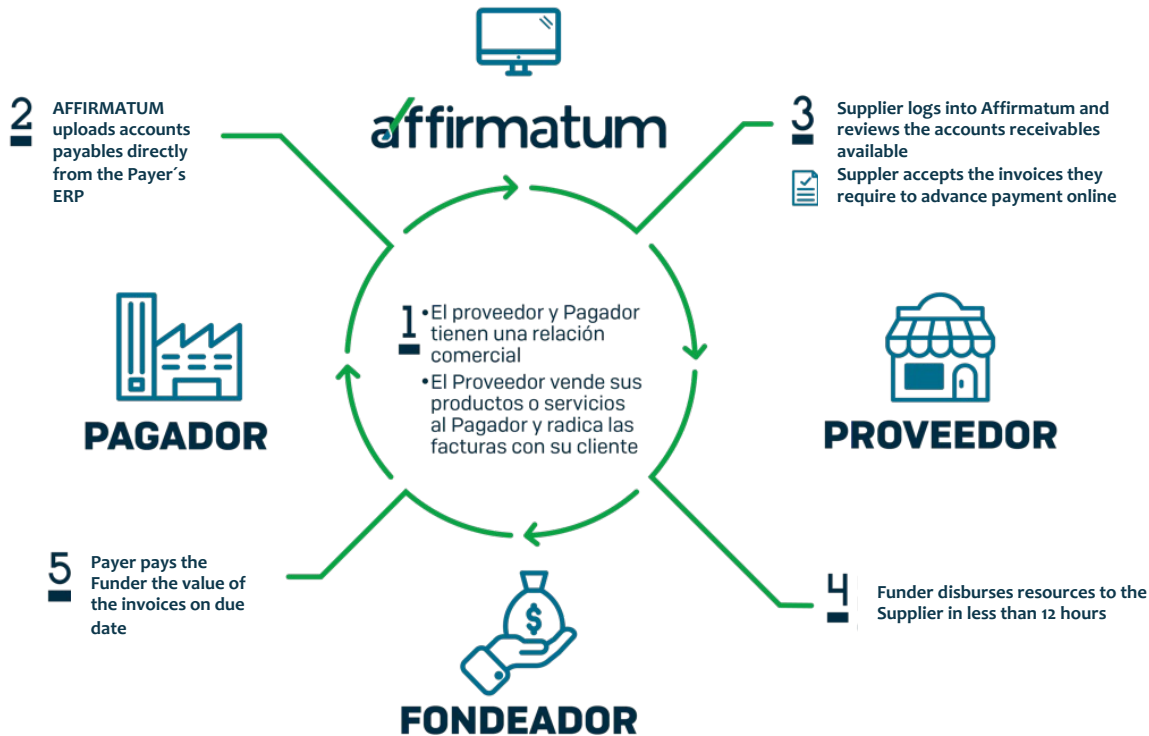 affirmatum
2
AFFIRMATUM
uploads accounts
payables directly
from the Payer´s
ERP
3
Supplier logs into Affirmatum and
reviews the accounts receivables
available
Suppler accepts the invoices they
require to advance payment online
1
•El proveedor y Pagador
tienen una relación
comercial
•El Proveedor vende sus
productos o servicios
al Pagador y radica las
facturas con su cliente
PAGADOR
PROVEEDOR
5
Payer pays the
Funder the value of
the invoices on due
date
4
Funder disburses resources to the
Supplier in less than 12 hours
$
FONDEADOR